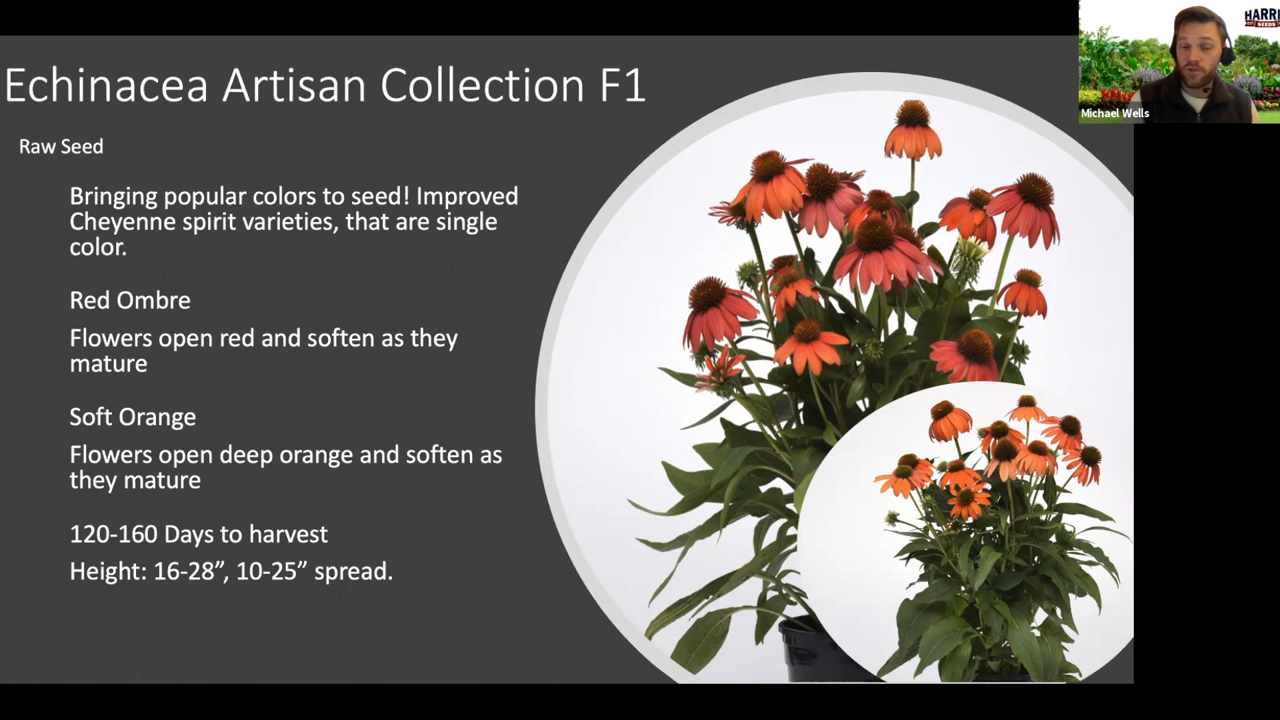 Echinacea Artisan Collection F1
Raw Seed
Bringing popular colors to seed! Improved
Cheyenne spirit varieties, that are single
color.
Red Ombre
Flowers open red and soften as they
mature
Soft Orange
Flowers open deep orange and soften as
they mature
120-160 Days to harvest
Height: 16-28”, 10-25” spread.
HARR
SEEDS
Michael Wells